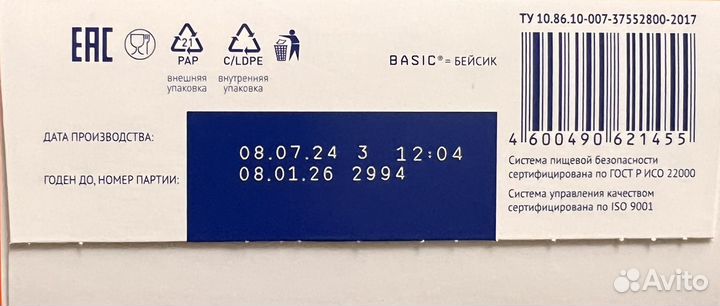 ТУ 10.86.10-007-37552800-2017
EAC
21
PAP
C/LDPE
внешняя
упаковка
внутренняя
упаковка
BASIC® = БЕЙСИК
4 600490 621455
ДАТА ПРОИЗВОДСТВА:
08.07.24 3 12:04
ГОДЕН ДО, НОМЕР ПАРТИИ:
08.01.26 2994
Система пищевой безопасности
сертифицирована по ГОСТ Р ИСО 22000
Система управления качеством
сертифицирована по ISO 9001
Avito